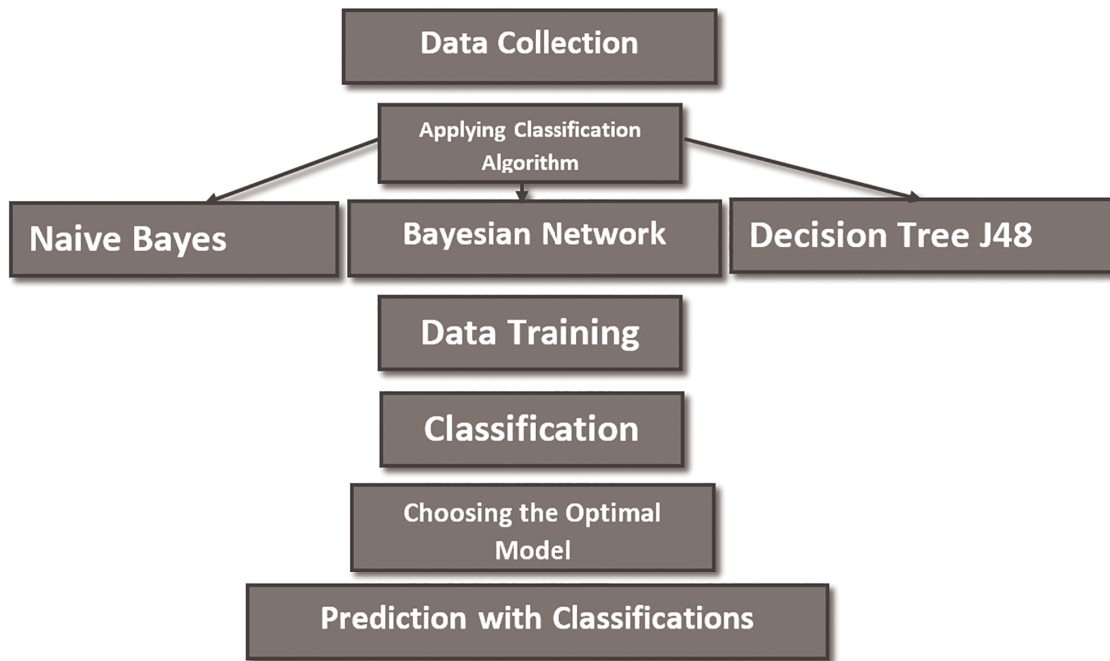 Data Collection
Applying Classification
Algorithm
Naive Bayes
Bayesian Network
Decision Tree J48
Data Training
Classification
Choosing the Optimal
Model
Prediction with Classifications